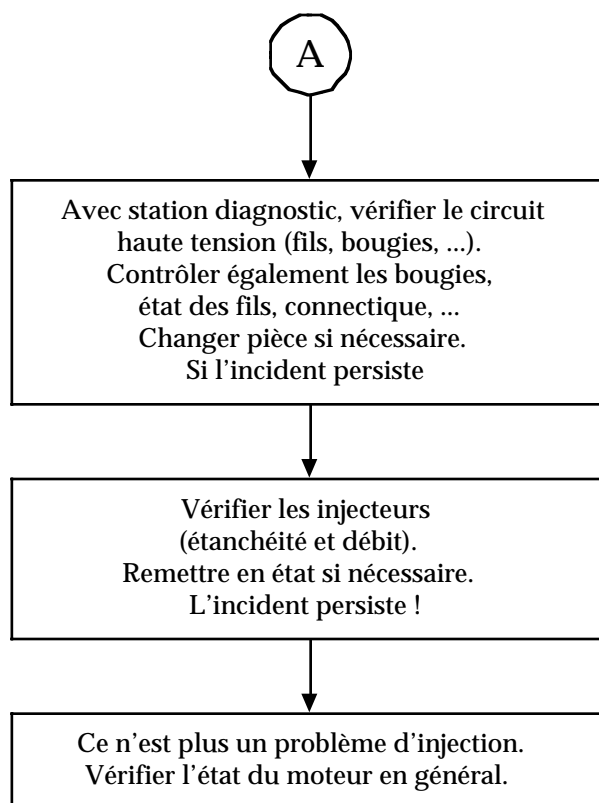 A
Avec station diagnostic, vérifier le circuit
haute tension (fils, bougies, ...).
Contrôler également les bougies,
état des fils, connectique, ...
Changer pièce si nécessaire.
Si l'incident persiste
Vérifier les injecteurs
(étanchéité et débit).
Remettre en état si nécessaire.
L'incident persiste !
Ce n'est plus un problème d'injection.
Vérifier l'état du moteur en général.